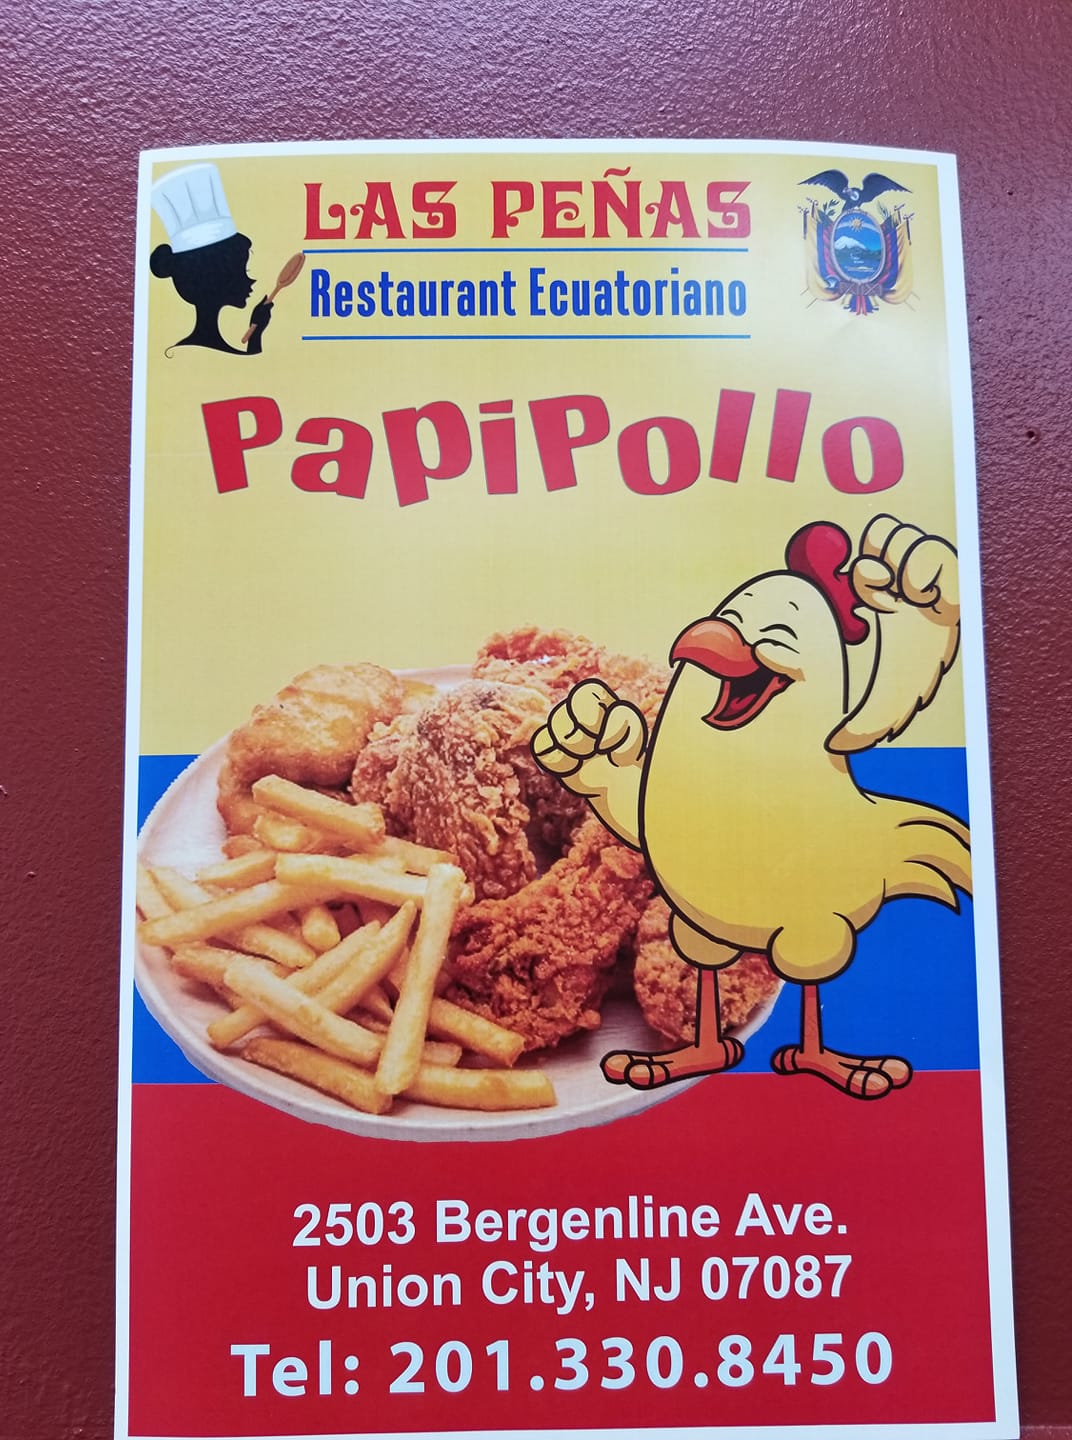 LAS PEÑAS
Restaurant Ecuatoriano
PapiPollo
2503 Bergenline Ave.
Union City, NJ 07087
Tel: 201.330.8450